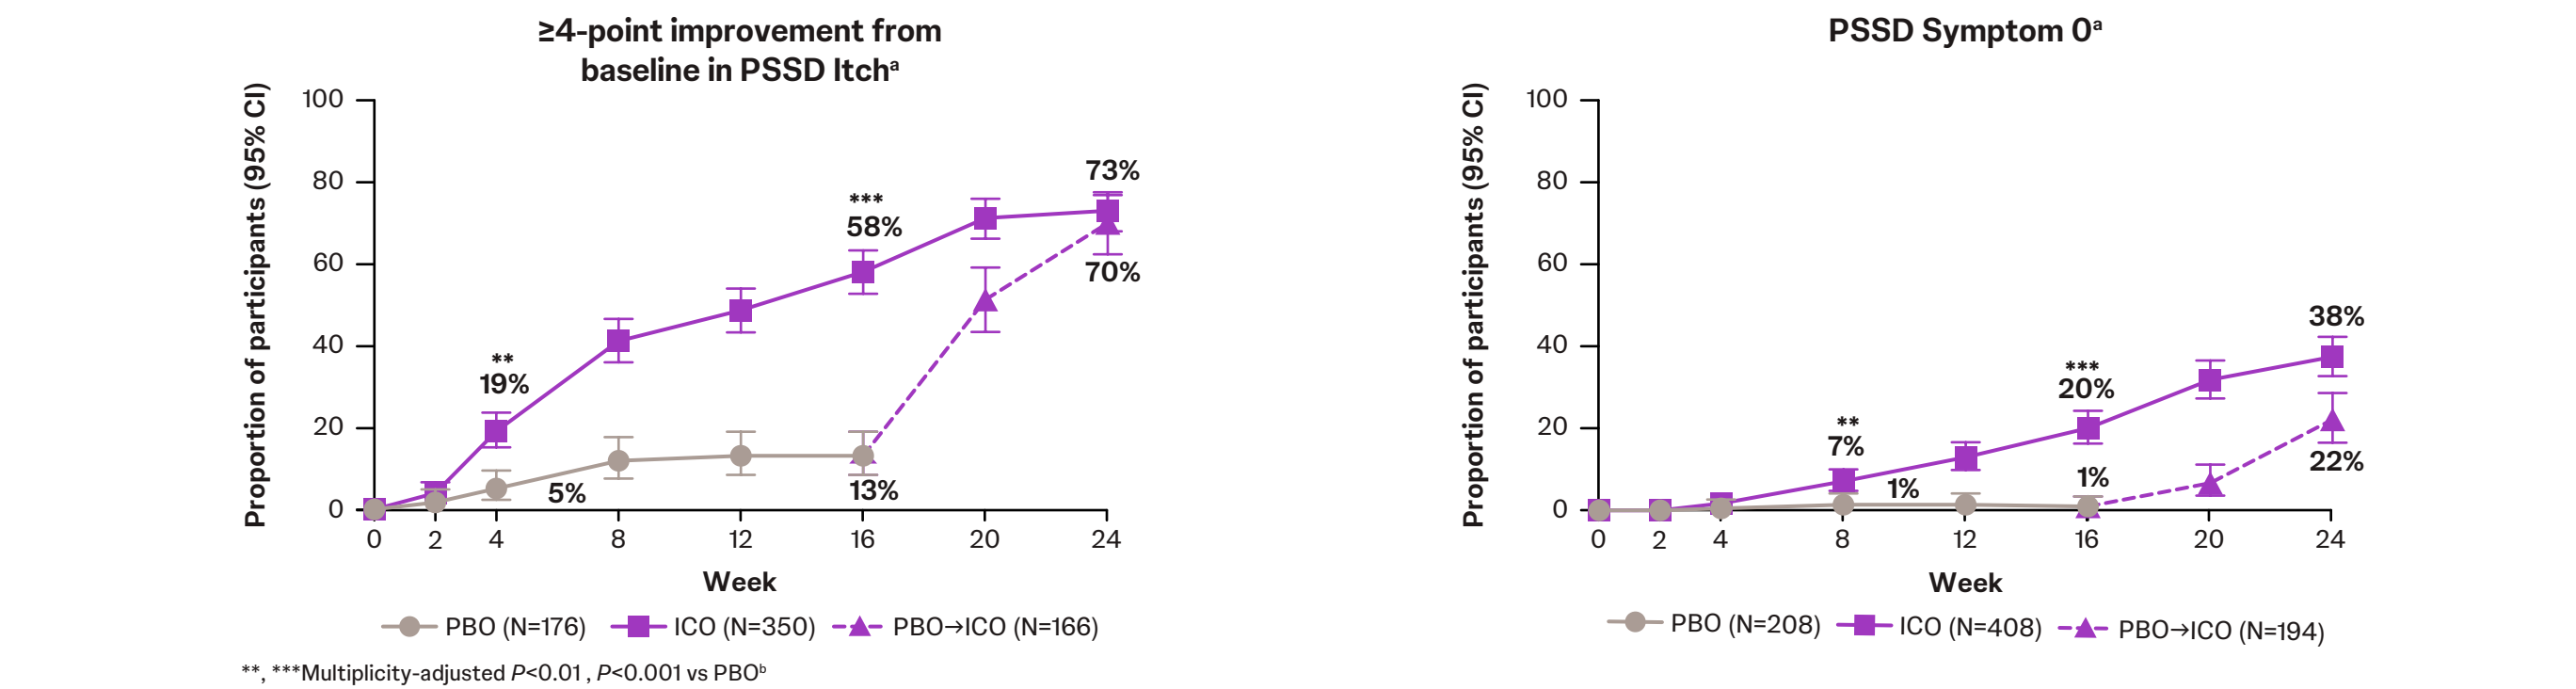 ≥4-point improvement from
baseline in PSSD Itchᵃ
Proportion of participants (95% CI)
100
80
60
40
20
0
**
19%
***
58%
73%
70%
5%
13%
0 2 4 8 12 16 20 24
Week
PBO (N=176) ICO (N=350) PBO→ICO (N=166)
**, ***Multiplicity-adjusted P<0.01 , P<0.001 vs PBOᵇ
PSSD Symptom 0ᵃ
Proportion of participants (95% CI)
100
80
60
40
20
0
**
7%
***
20%
38%
22%
1%
1%
0 2 4 8 12 16 20 24
Week
PBO (N=208) ICO (N=408) PBO→ICO (N=194)